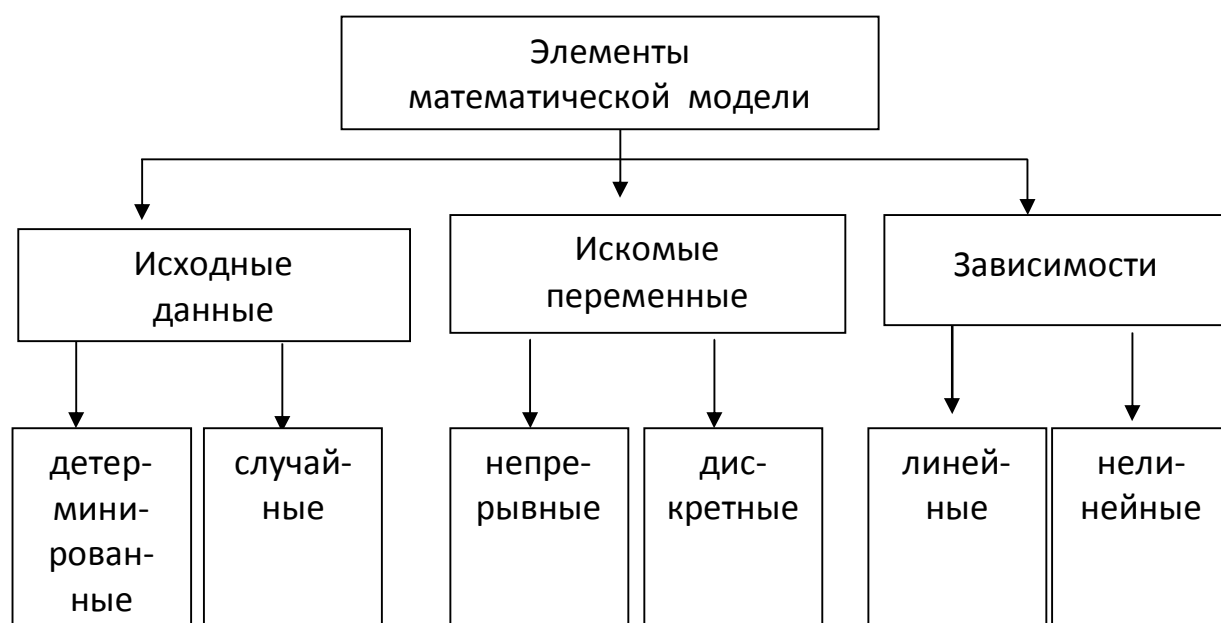 Элементы
математической модели
Исходные
данные
Искомые
переменные
Зависимости
детер-
мини-
рован-
ные
случай-
ные
непре-
рывные
дис-
кретные
линей-
ные
нели-
нейные